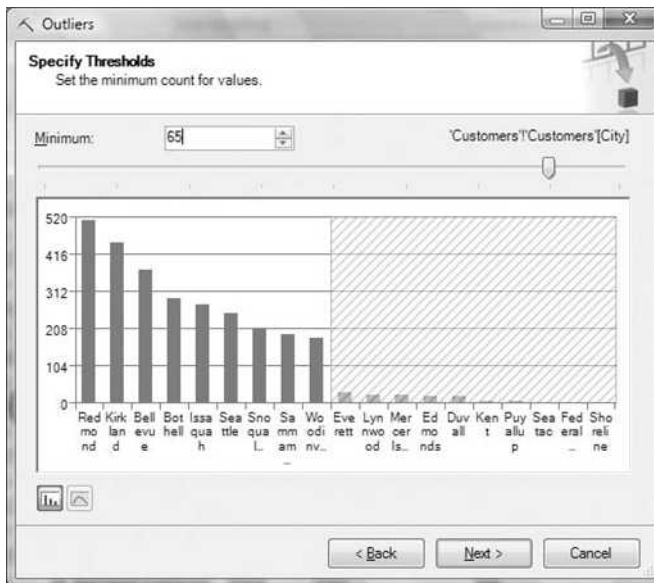 Outliers
Specify Thresholds
Set the minimum count for values.
Minimum:
65
'Customers'!'Customers'[City]
520
416
312
208
104
0
Red Kirk Bell Bot Issa Sea Sno Sa Wo Eve Lyn Mer Ed Duv Ken Puy Sea Fed Sho
mo lan evu hell qua ttle qua mm odi rett nwo cer mo all t allu tac eral reli
nd d e h l... am nv... od Is... nds p ... ne
...
< Back
Next >
Cancel